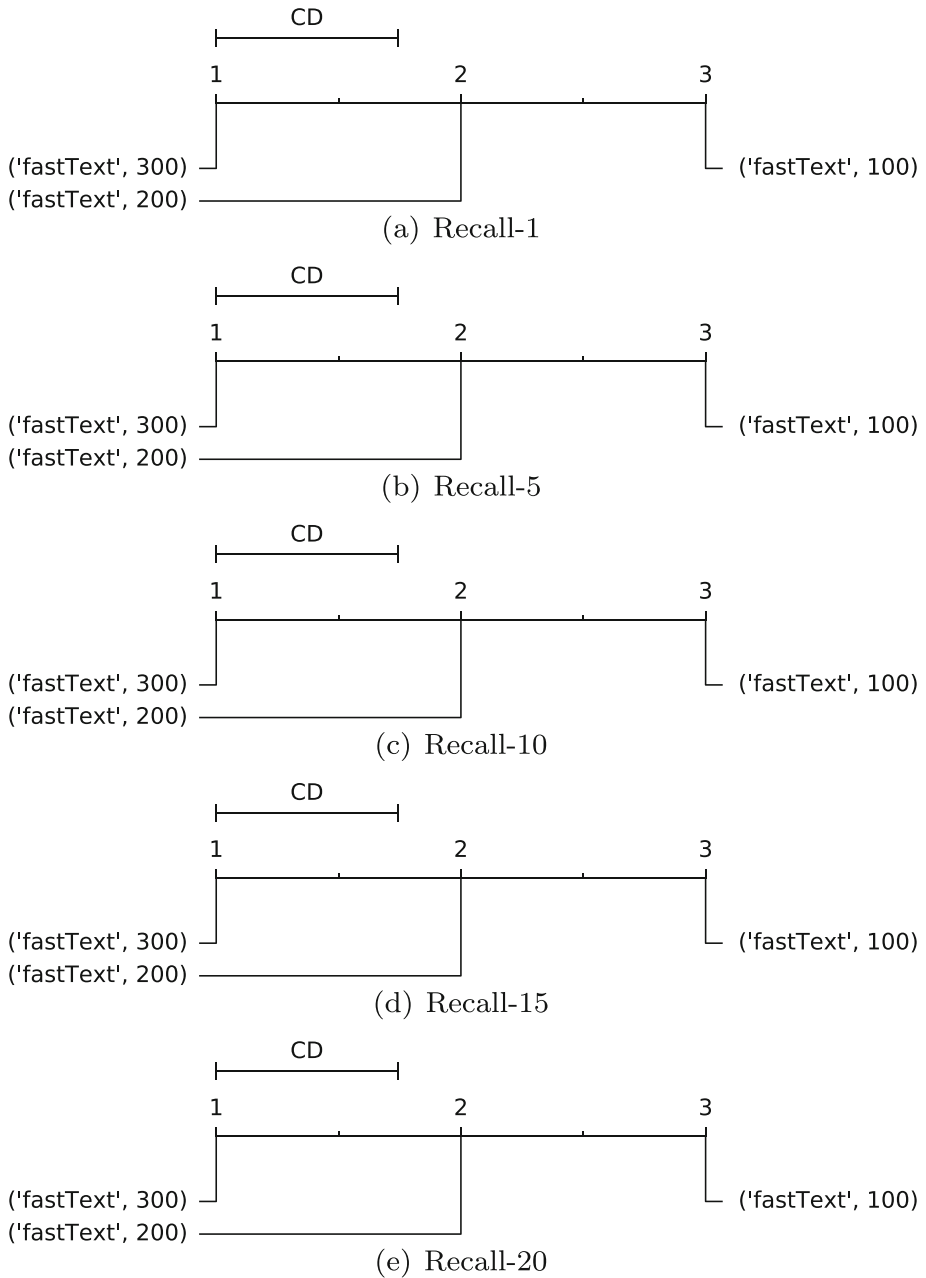 CD
1 2 3
('fastText', 300) ('fastText', 100)
('fastText', 200)
(a) Recall-1
CD
1 2 3
('fastText', 300) ('fastText', 100)
('fastText', 200)
(b) Recall-5
CD
1 2 3
('fastText', 300) ('fastText', 100)
('fastText', 200)
(c) Recall-10
CD
1 2 3
('fastText', 300) ('fastText', 100)
('fastText', 200)
(d) Recall-15
CD
1 2 3
('fastText', 300) ('fastText', 100)
('fastText', 200)
(e) Recall-20